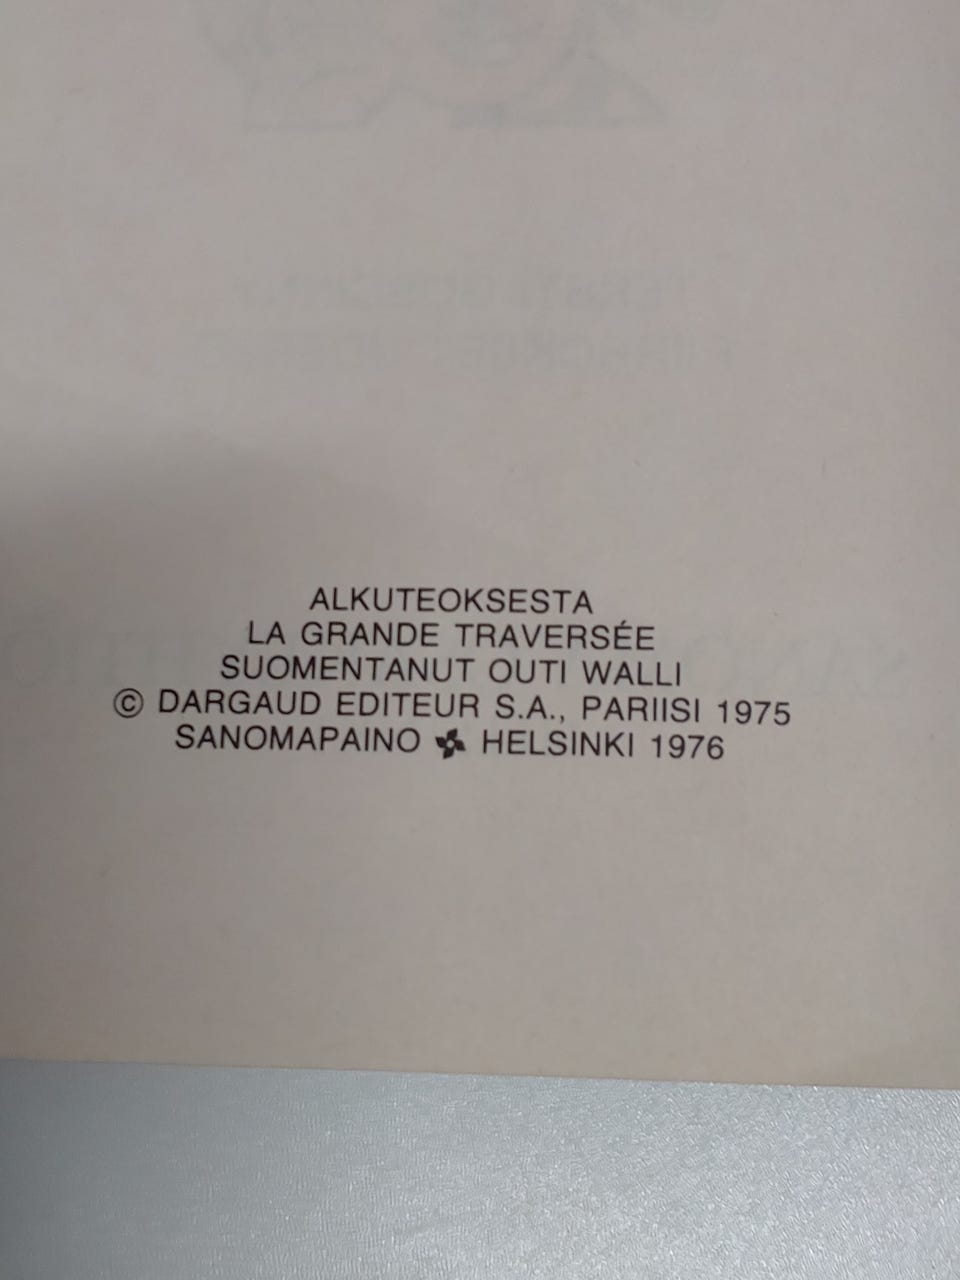 ALKUTEOKSESTA
LA GRANDE TRAVERSÉE
SUOMENTANUT OUTI WALLI
© DARGAUD EDITEUR S.A., PARIISI 1975
SANOMAPAINO HELSINKI 1976